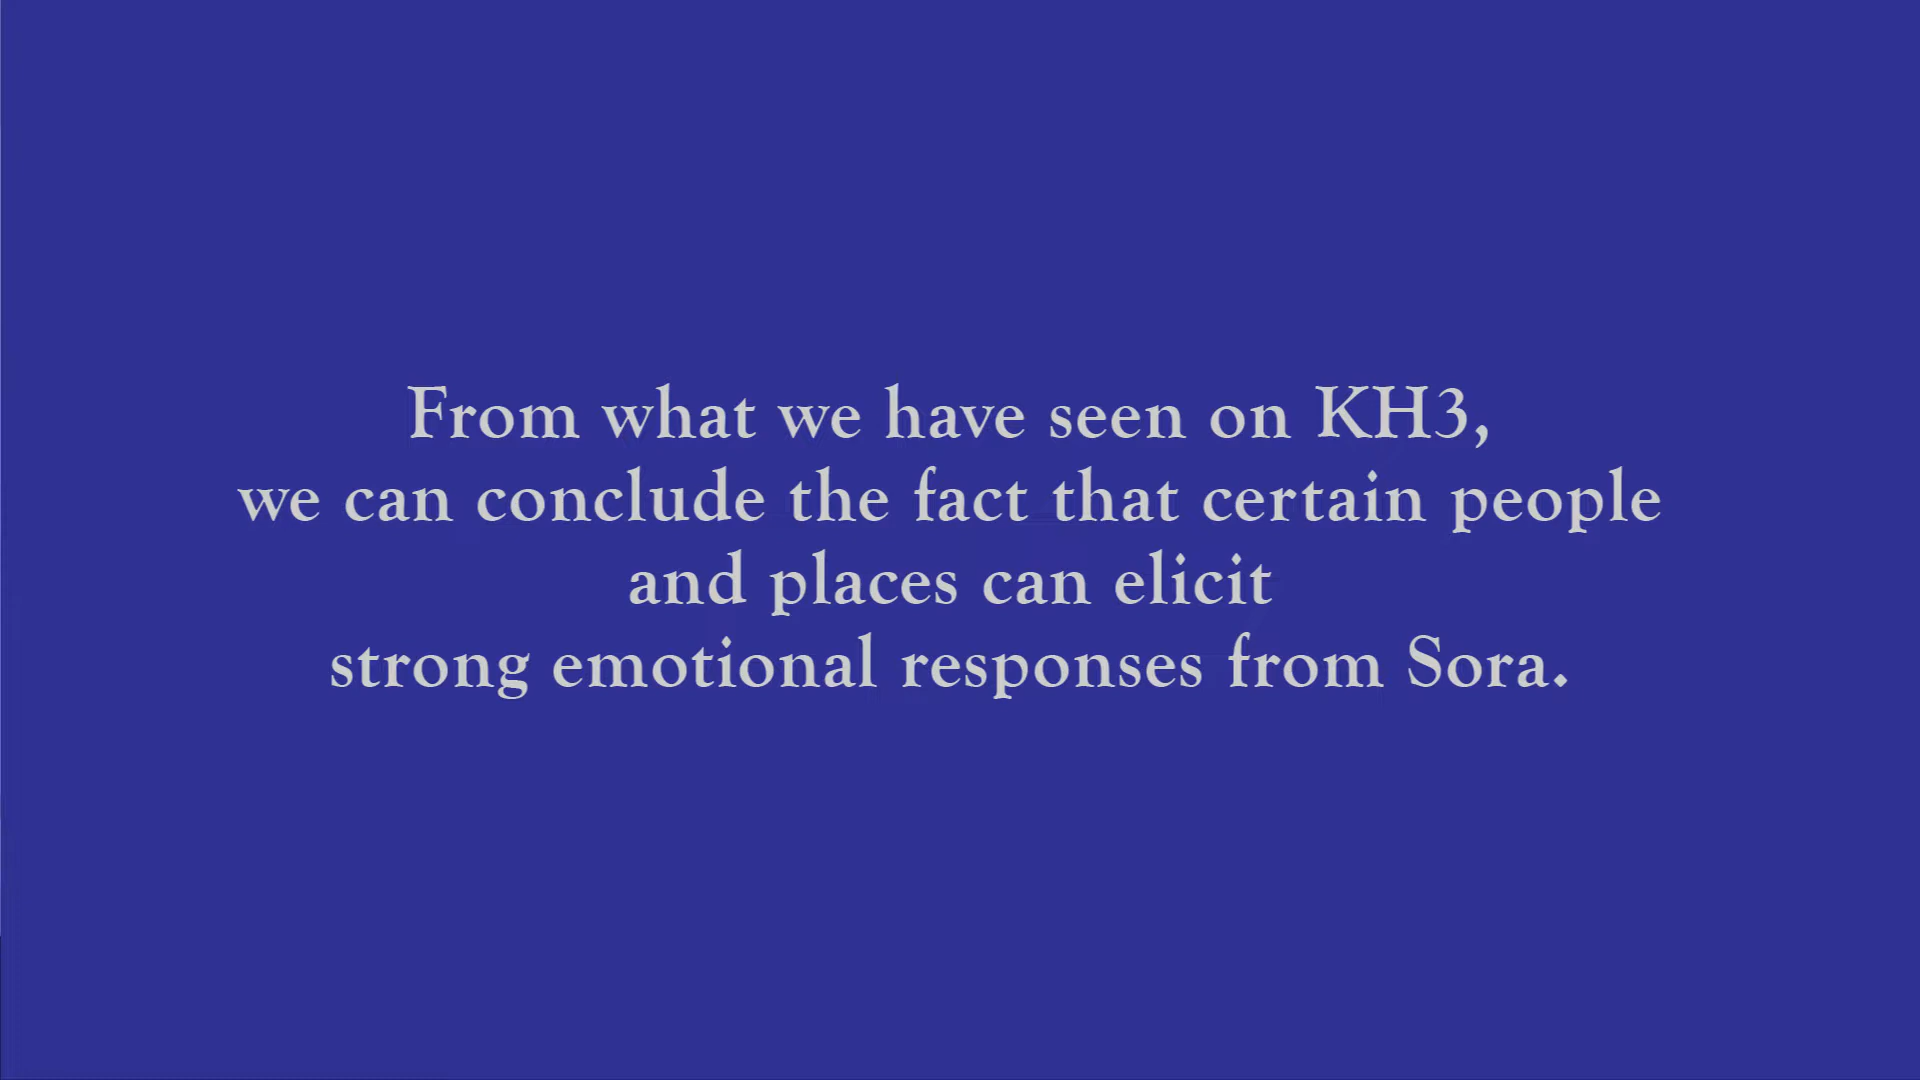 From what we have seen on KH3,
we can conclude the fact that certain people
and places can elicit
strong emotional responses from Sora.